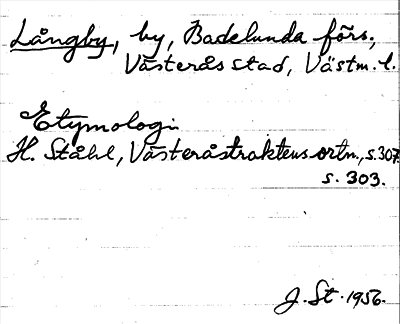 Långby, by, Badelunda förs.,
Västerås stad, Västm. l.
Etymologi
H. Ståhl, Västeråstraktens ortn., s. 307.
s. 303.
J. St. 1956.